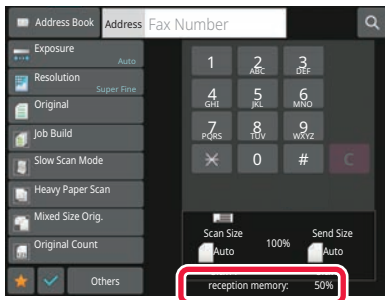 Address Book Address Fax Number
Exposure
Auto
Resolution
Super Fine
Original
Job Build
Slow Scan Mode
Heavy Paper Scan
Mixed Size Orig.
Original Count
Others
1 2 3
ABC DEF
4 5 6
GHI JKL MNO
7 8 9
PQRS TUV WXYZ
0 # C
Scan Size Send Size
100%
Auto Auto
reception memory: 50%